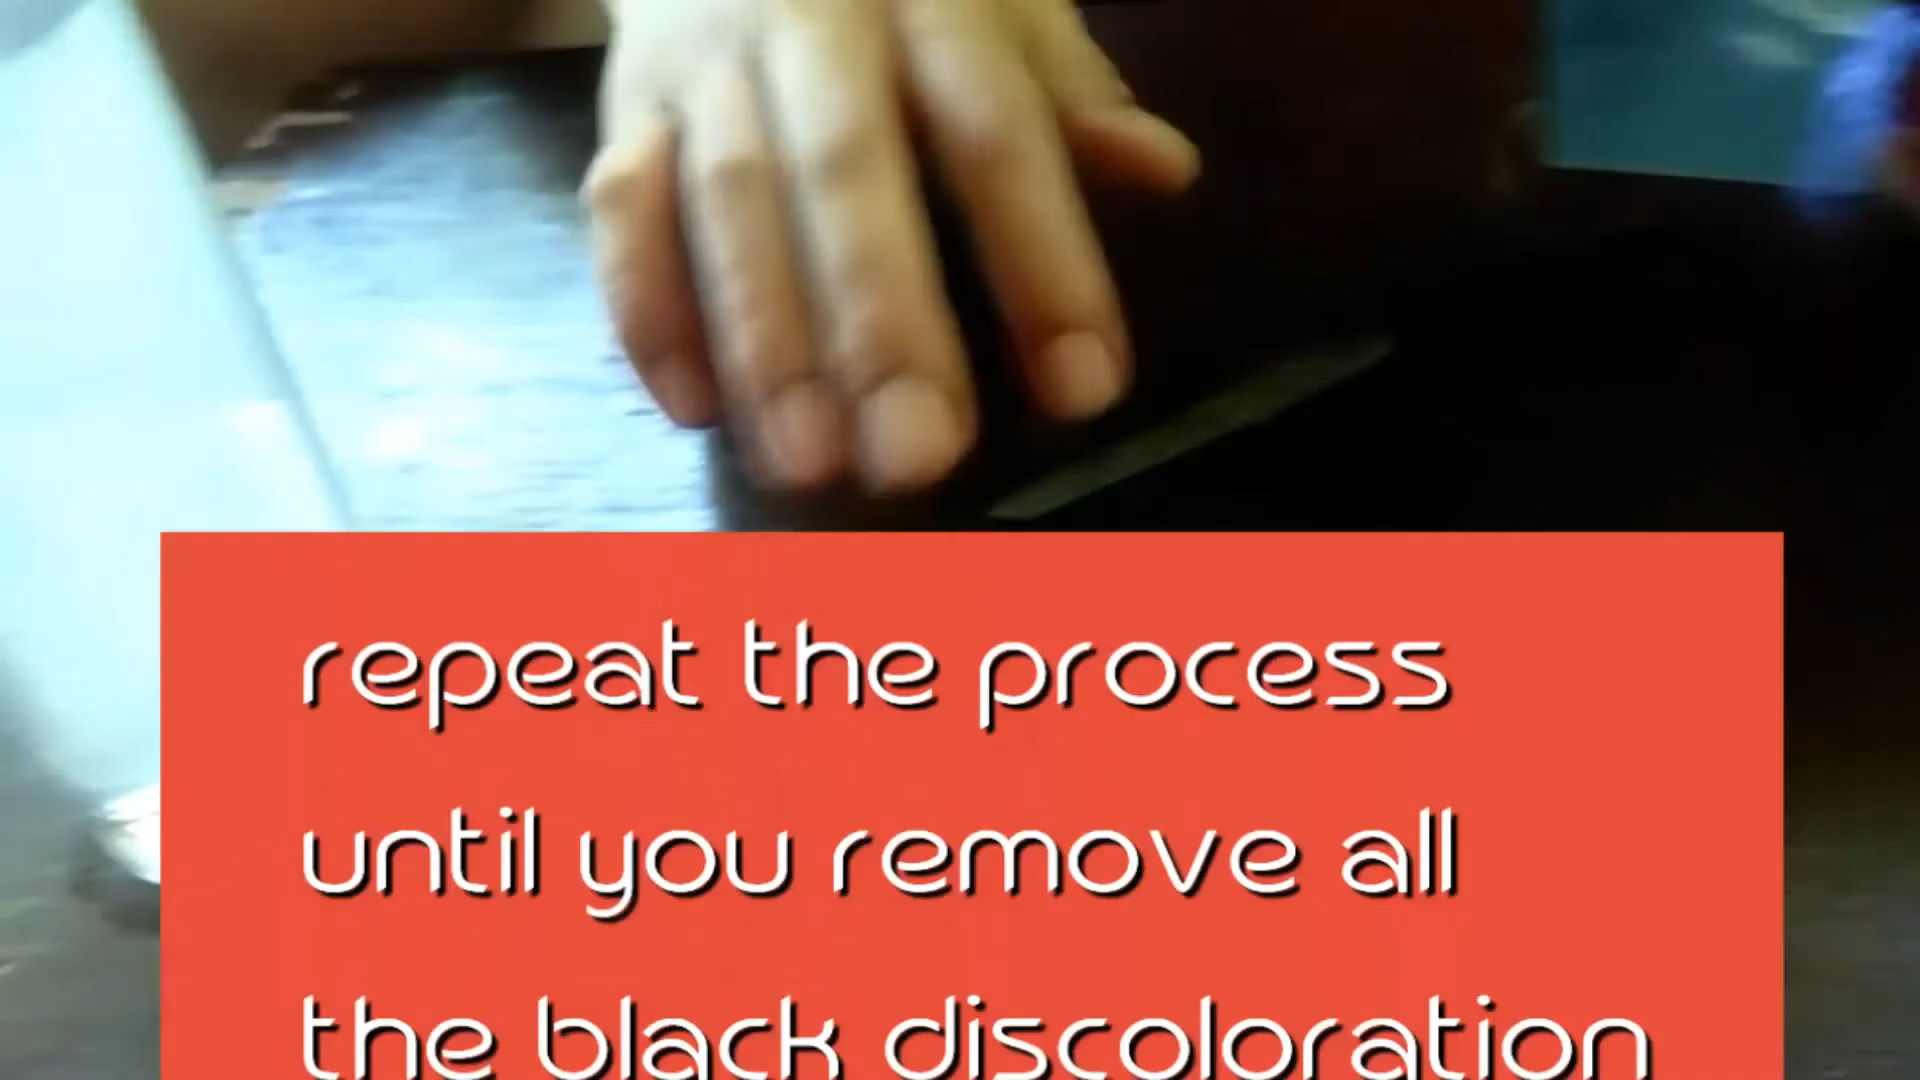 repeat the process
until you remove all
the black discoloration